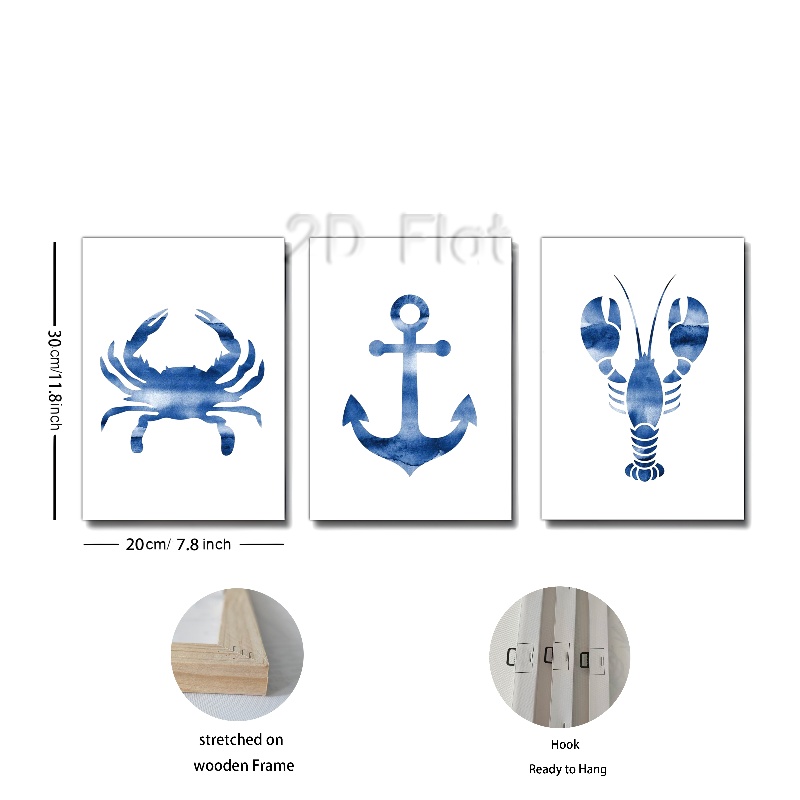 2D Flat
30cm/11.8inch
20cm/ 7.8 inch
stretched on
wooden Frame
Hook
Ready to Hang